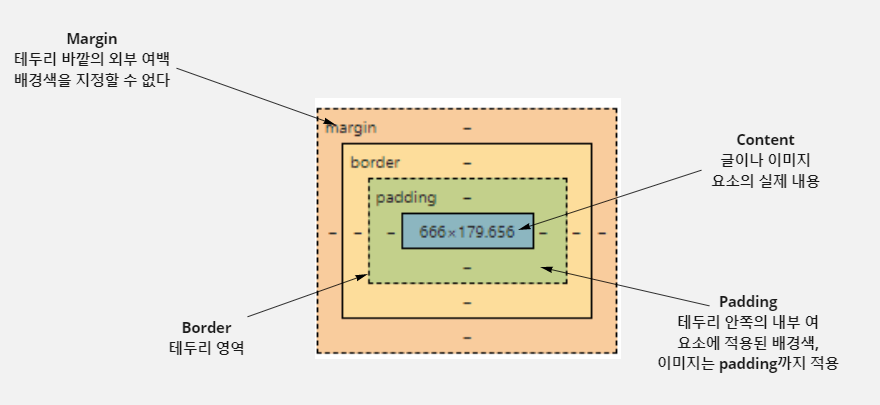 Margin
테두리 바깥의 외부 여백
배경색을 지정할 수 없다
margin
–
border
–
padding
–
– – – 666×179.656 – – –
–
–
–
Content
글이나 이미지
요소의 실제 내용
Border
테두리 영역
Padding
테두리 안쪽의 내부 여
요소에 적용된 배경색,
이미지는 padding까지 적용